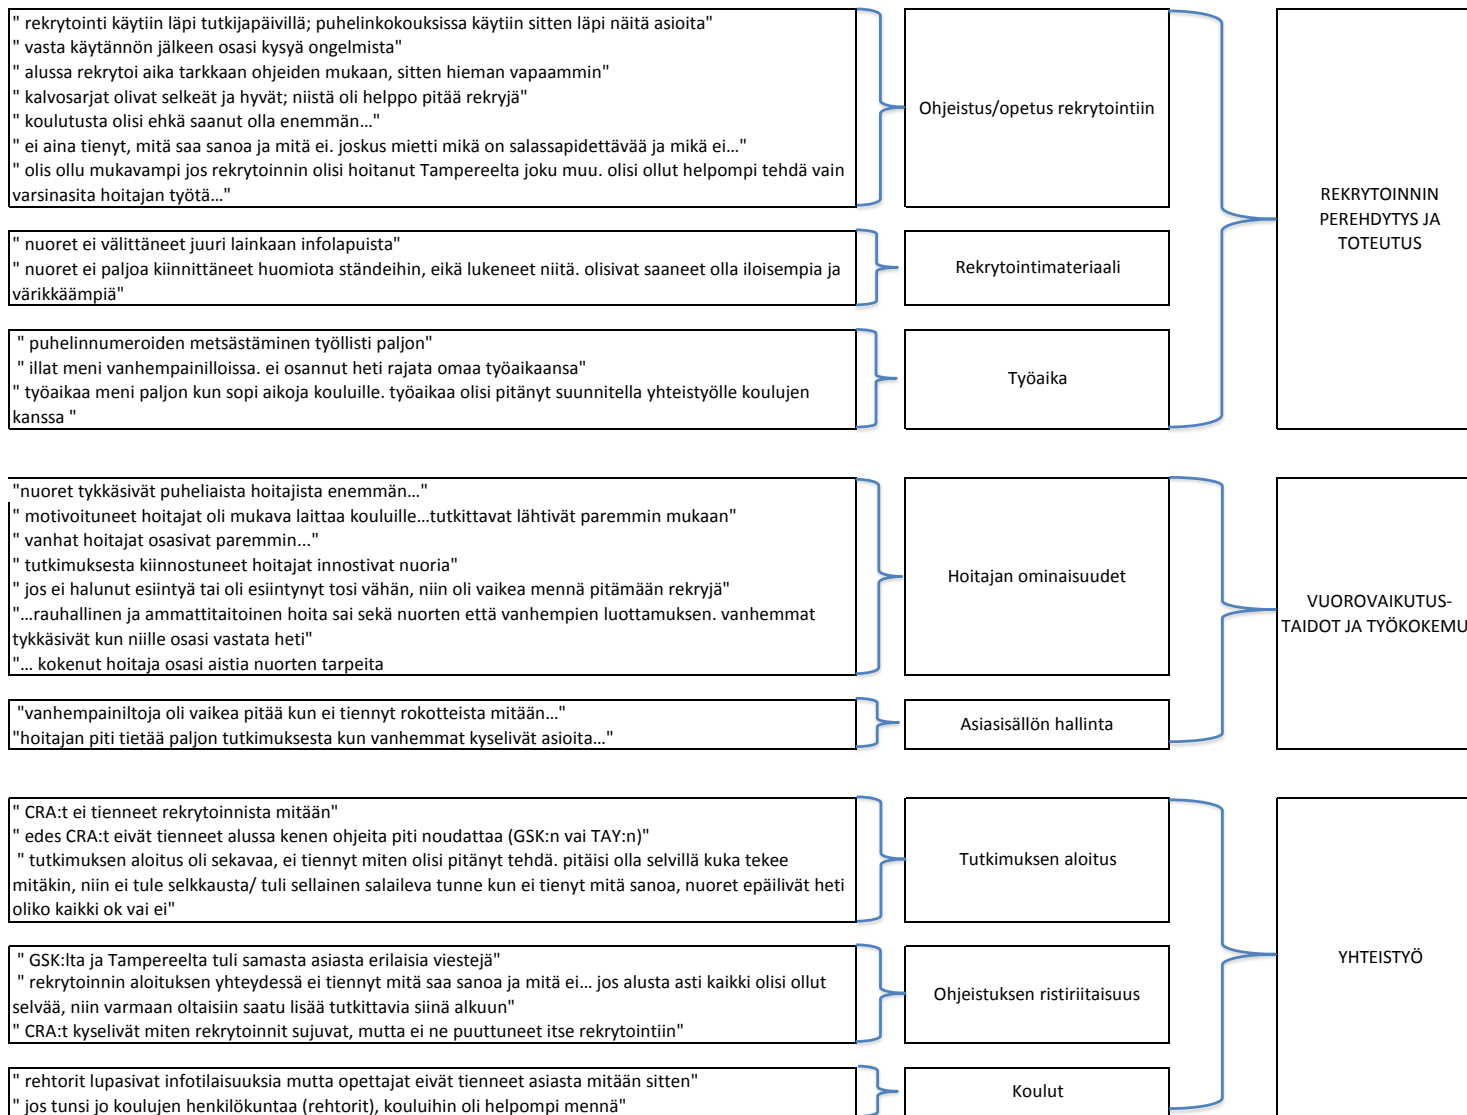 " rekrytointi käytiin läpi tutkijapäivillä; puhelinkokouksissa käytiin sitten läpi näitä asioita"
" vasta käytännön jälkeen osasi kysyä ongelmista"
" alussa rekrytoi aika tarkkaan ohjeiden mukaan, sitten hieman vapaammin"
" kalvosarjat olivat selkeät ja hyvät; niistä oli helppo pitää rekryjä"
" koulutusta olisi ehkä saanut olla enemmän…"
" ei aina tienyt, mitä saa sanoa ja mitä ei. joskus mietti mikä on salassapidettävää ja mikä ei…"
" olis ollu mukavampi jos rekrytoinnin olisi hoitanut Tampereelta joku muu. olisi ollut helpompi tehdä vain
varsinasita hoitajan työtä…"
Ohjeistus/opetus rekrytointiin
" nuoret ei välittäneet juuri lainkaan infolapuista"
" nuoret ei paljoa kiinnittäneet huomiota ständeihin, eikä lukeneet niitä. olisivat saaneet olla iloisempia ja
värikkäämpiä"
Rekrytointimateriaali
" puhelinnumeroiden metsästäminen työllisti paljon"
" illat meni vanhempainilloissa. ei osannut heti rajata omaa työaikaansa"
" työaikaa meni paljon kun sopi aikoja kouluille. työaikaa olisi pitänyt suunnitella yhteistyölle koulujen
kanssa "
Työaika
REKRYTOINNIN
PEREHDYTYS JA
TOTEUTUS
"nuoret tykkäsivät puheliaista hoitajista enemmän…"
" motivoituneet hoitajat oli mukava laittaa kouluille…tutkittavat lähtivät paremmin mukaan"
" vanhat hoitajat osasivat paremmin..."
" tutkimuksesta kiinnostuneet hoitajat innostivat nuoria"
" jos ei halunut esiintyä tai oli esiintynyt tosi vähän, niin oli vaikea mennä pitämään rekryjä"
"…rauhallinen ja ammattitaitoinen hoita sai sekä nuorten että vanhempien luottamuksen. vanhemmat
tykkäsivät kun niille osasi vastata heti"
"… kokenut hoitaja osasi aistia nuorten tarpeita
Hoitajan ominaisuudet
"vanhempainiltoja oli vaikea pitää kun ei tiennyt rokotteista mitään…"
"hoitajan piti tietää paljon tutkimuksesta kun vanhemmat kyselivät asioita…"
Asiasisällön hallinta
VUOROVAIKUTUS-
TAIDOT JA TYÖKOKEMU
" CRA:t ei tienneet rekrytoinnista mitään"
" edes CRA:t eivät tienneet alussa kenen ohjeita piti noudattaa (GSK:n vai TAY:n)"
" tutkimuksen aloitus oli sekavaa, ei tiennyt miten olisi pitänyt tehdä. pitäisi olla selvillä kuka tekee
mitäkin, niin ei tule selkkausta/ tuli sellainen salaileva tunne kun ei tienyt mitä sanoa, nuoret epäilivät heti
oliko kaikki ok vai ei"
Tutkimuksen aloitus
" GSK:lta ja Tampereelta tuli samasta asiasta erilaisia viestejä"
" rekrytoinnin aloituksen yhteydessä ei tiennyt mitä saa sanoa ja mitä ei… jos alusta asti kaikki olisi ollut
selvää, niin varmaan oltaisiin saatu lisää tutkittavia siinä alkuun"
" CRA:t kyselivät miten rekrytoinnit sujuvat, mutta ei ne puuttuneet itse rekrytointiin"
Ohjeistuksen ristiriitaisuus
" rehtorit lupasivat infotilaisuuksia mutta opettajat eivät tienneet asiasta mitään sitten"
" jos tunsi jo koulujen henkilökuntaa (rehtorit), kouluihin oli helpompi mennä"
Koulut
YHTEISTYÖ